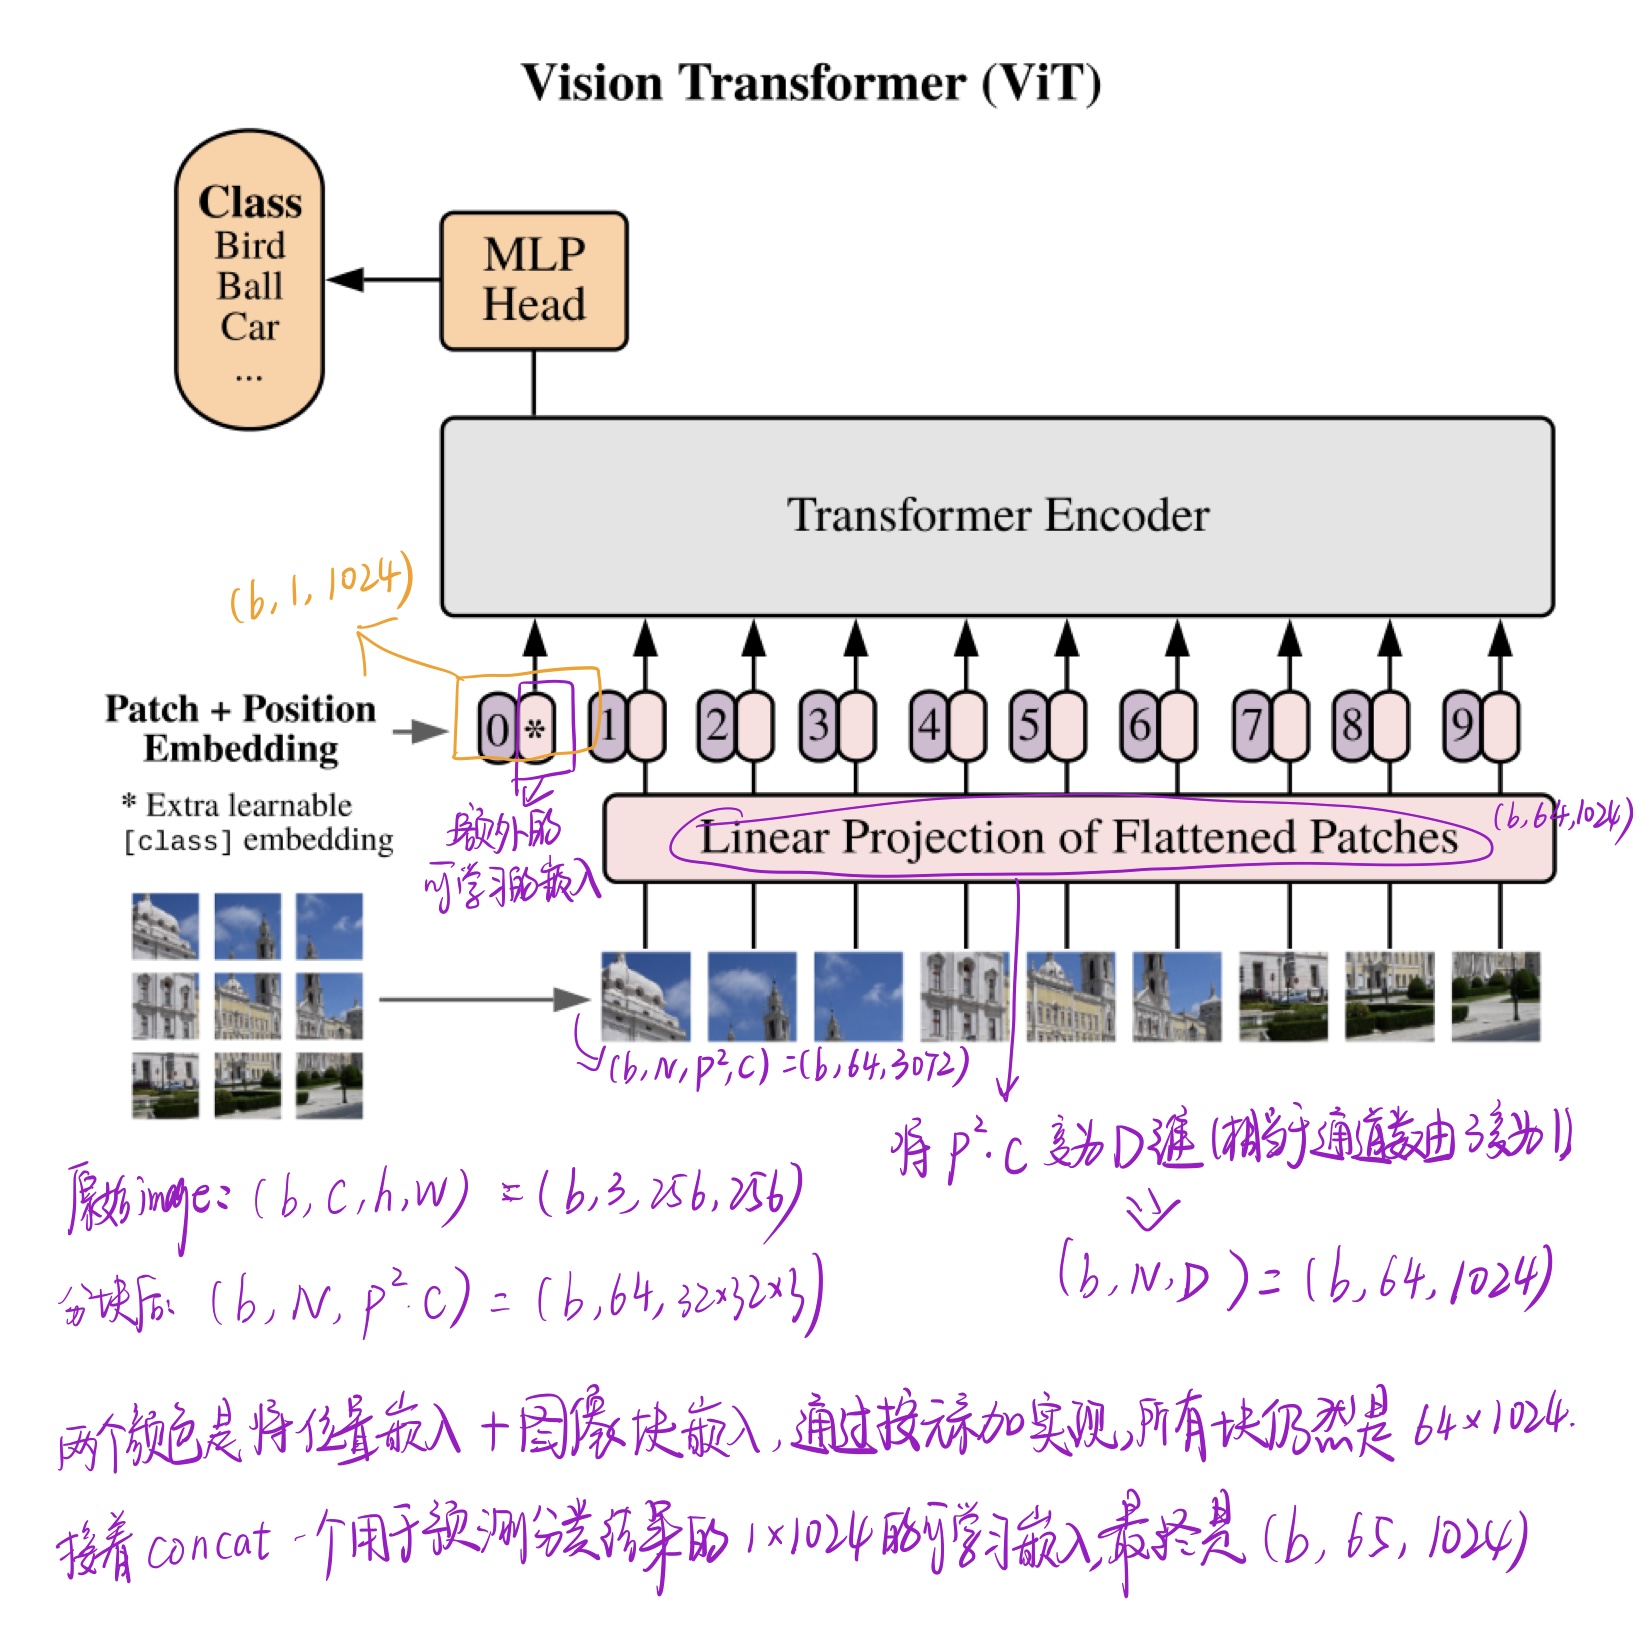 Vision Transformer (ViT)
Class
Bird
Ball
Car
...
MLP
Head
Transformer Encoder
(b, 1, 1024)
Patch + Position
Embedding
0 * 1 2 3 4 5 6 7 8 9
* Extra learnable
[class] embedding
额外的
可学习的嵌入
Linear Projection of Flattened Patches
(b, 64, 1024)
(b, N, P², C) = (b, 64, 3072)
将 P²·C 变为 D 维 (相当于通道数由 3 变为 1)
(b, N, D) = (b, 64, 1024)
原始image: (b, C, h, W) = (b, 3, 256, 256)
分块后: (b, N, P²·C) = (b, 64, 32×32×3)
两个颜色是将位置嵌入 + 图像块嵌入, 通过按元素加实现, 所有块仍然是 64×1024.
接着 concat 一个用于预测分类结果的 1×1024 的可学习嵌入, 最终是 (b, 65, 1024)